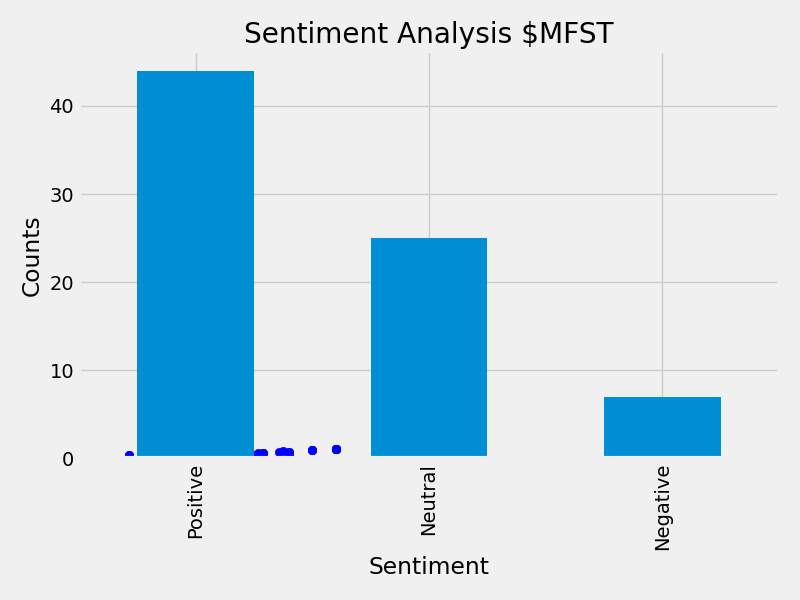 Sentiment Analysis $MFST
Counts
40
30
20
10
0
Positive
Neutral
Negative
Sentiment